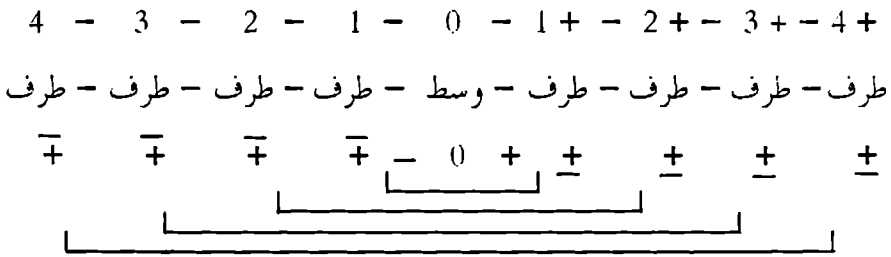 4 - 3 - 2 - 1 - 0 - 1+ - 2+ - 3+ - 4+
طرف - طرف - طرف - طرف - وسط - طرف - طرف - طرف - طرف
∓ ∓ ∓ ∓ - 0 + ± ± ± ±